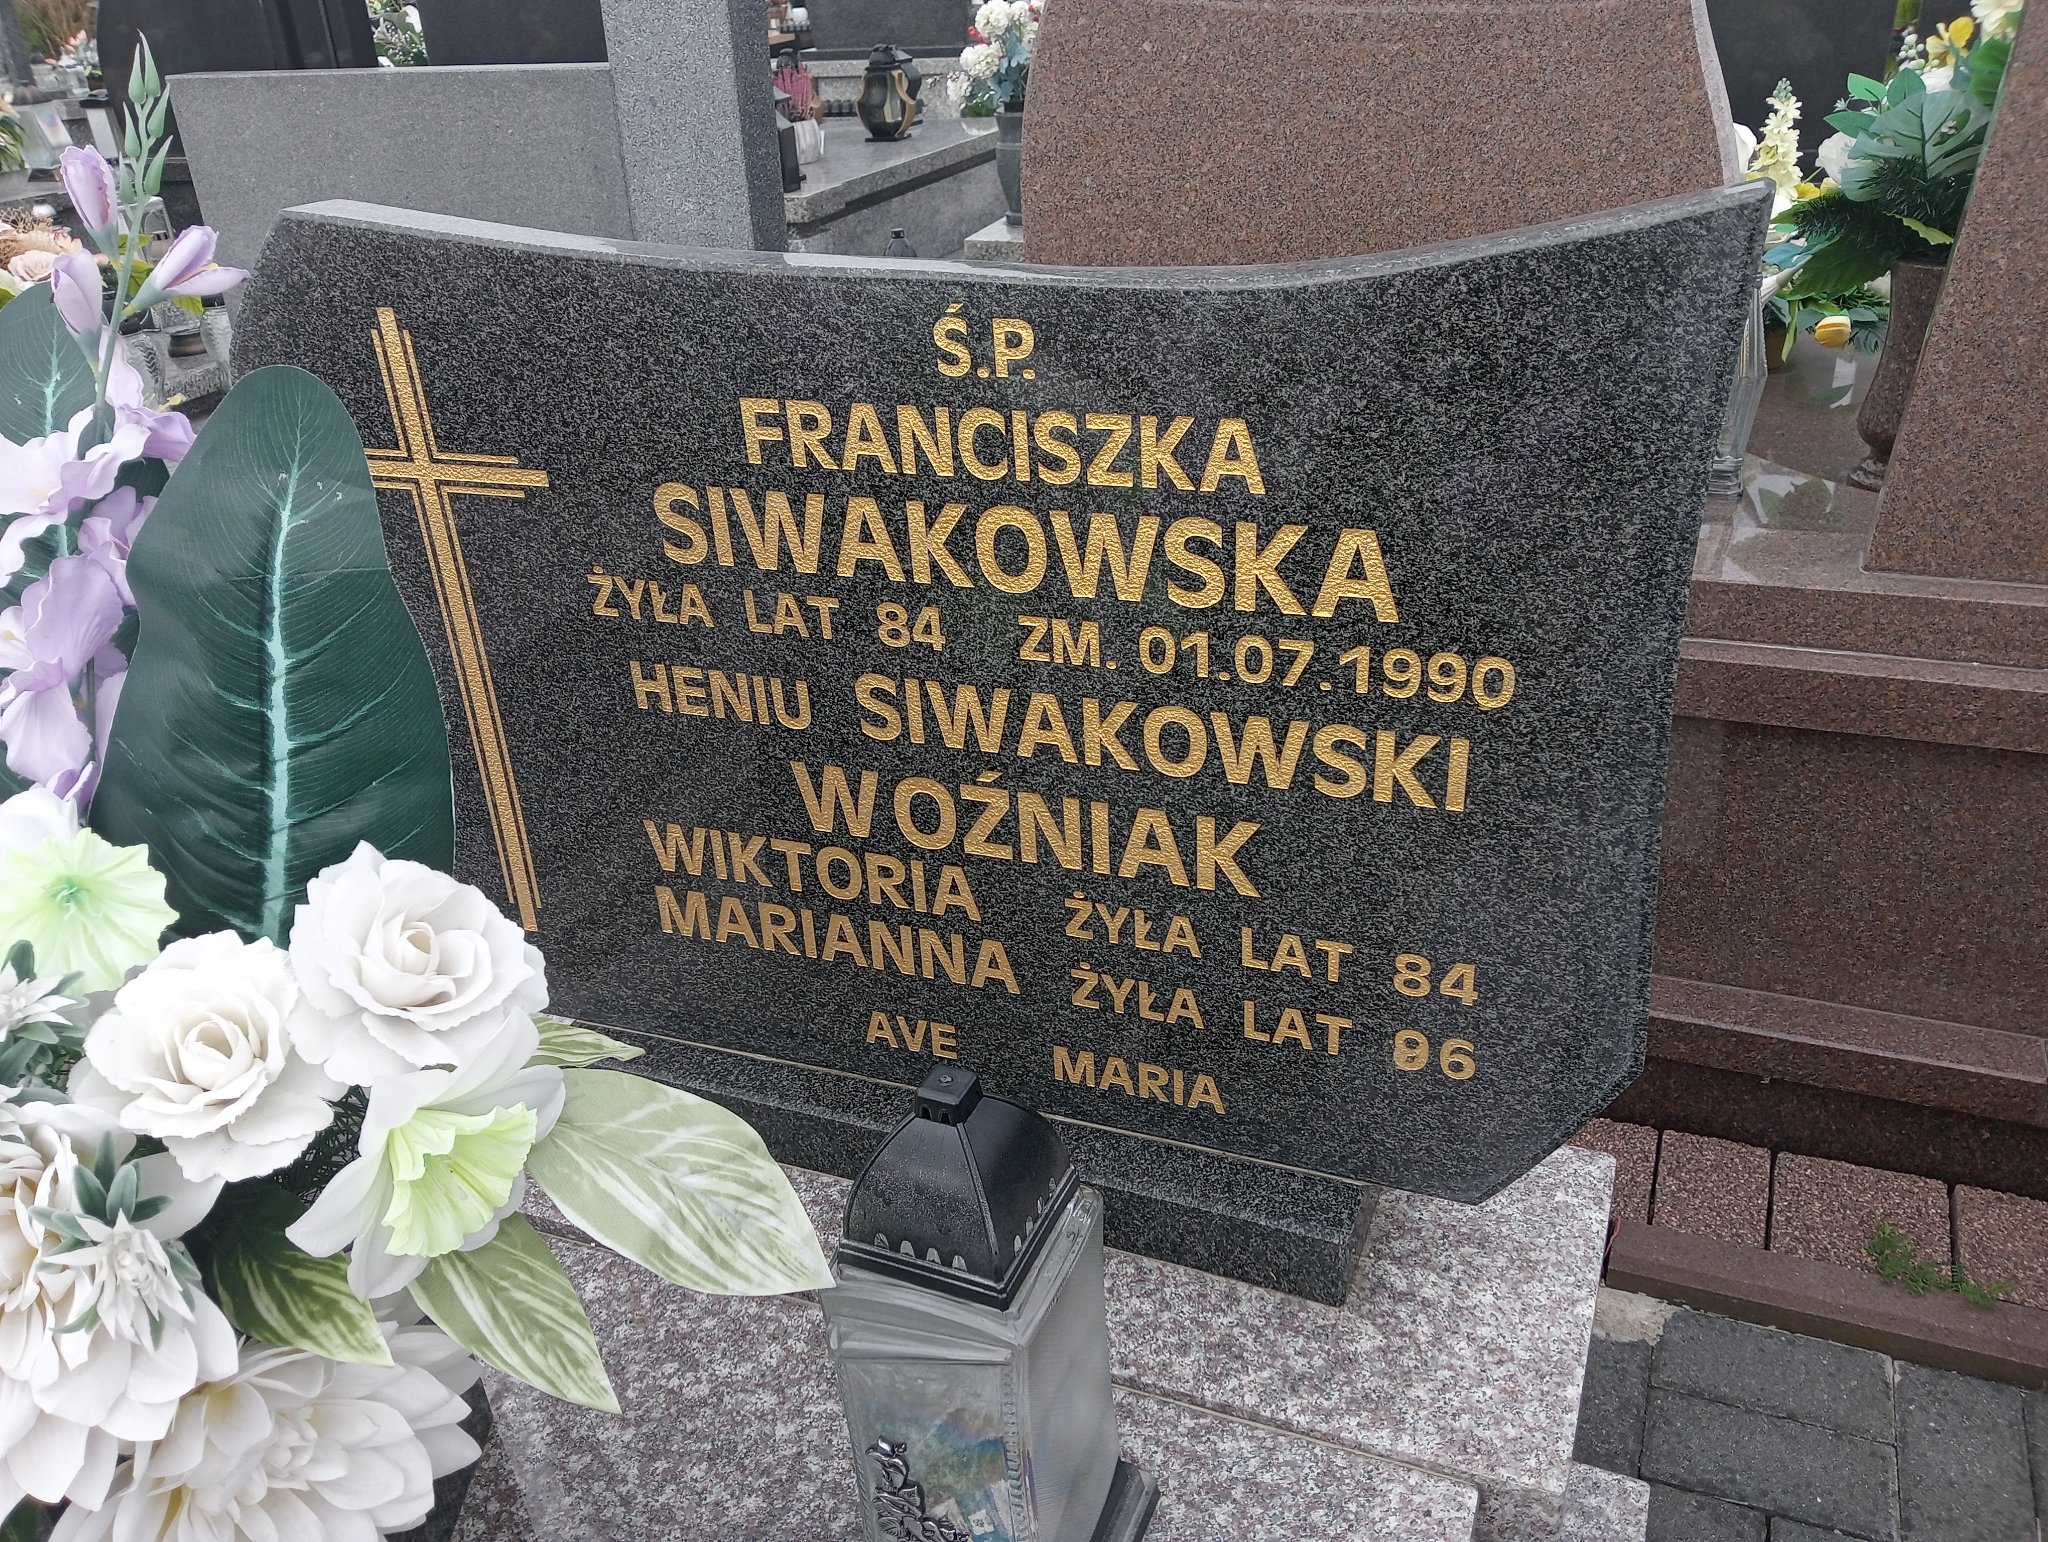 Ś.P.
FRANCISZKA
SIWAKOWSKA
ŻYŁA LAT 84 ZM. 01.07.1990
HENIU SIWAKOWSKI
WOŹNIAK
WIKTORIA ŻYŁA LAT 84
MARIANNA ŻYŁA LAT 96
AVE MARIA